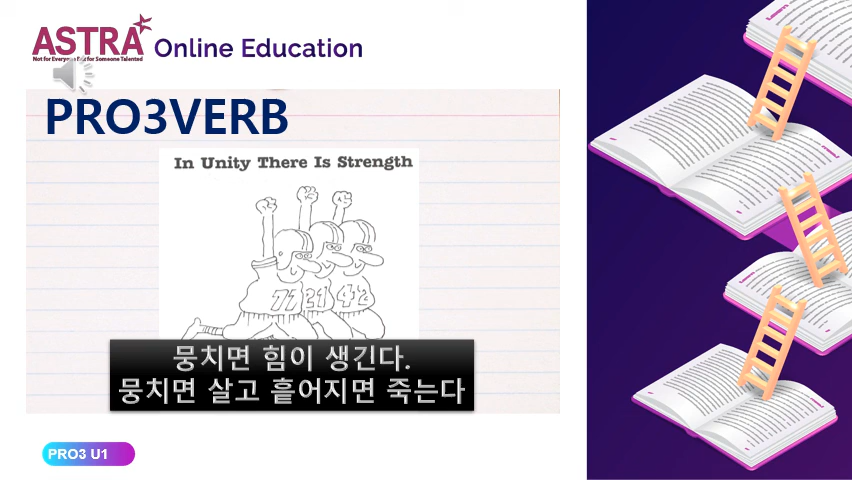 ASTRA
Not for Everyone But for Someone Talented
Online Education
PRO3VERB
In Unity There Is Strength
77 21 42
뭉치면 힘이 생긴다.
뭉치면 살고 흩어지면 죽는다
PRO3 U1